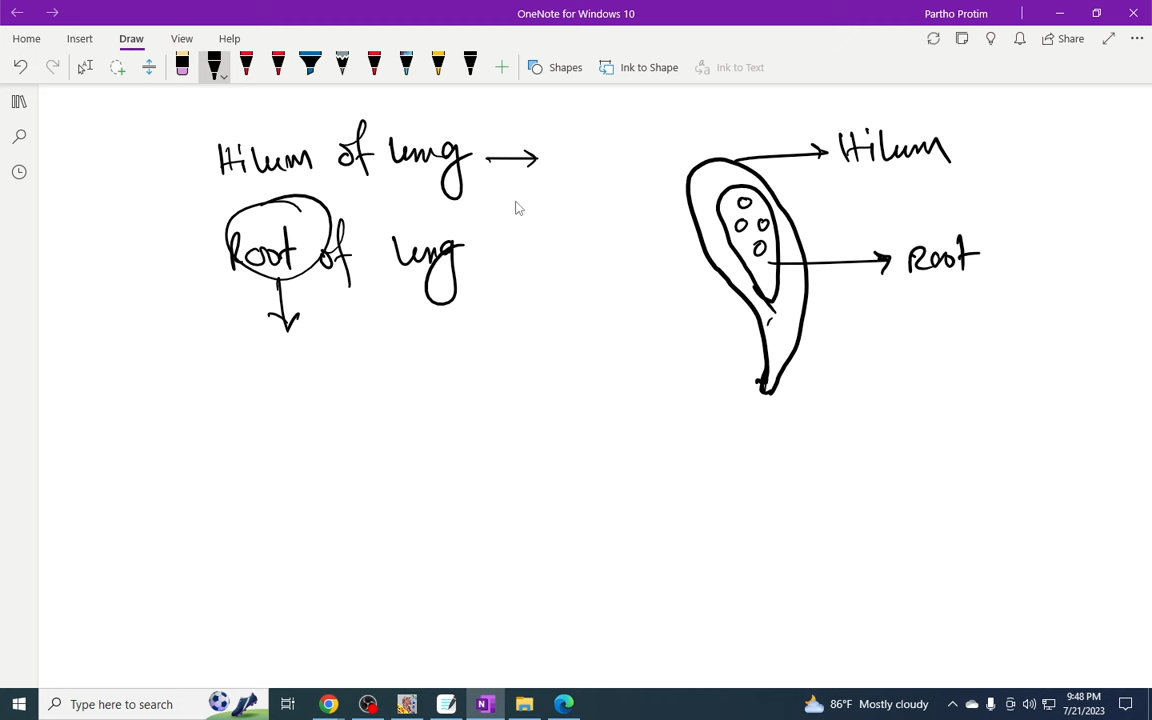 OneNote for Windows 10
Partho Protim
Home Insert Draw View Help
Share
Shapes
Ink to Shape
Ink to Text
Hilum of lung →
Root of lung
Hilum
Root
Type here to search
86°F Mostly cloudy
9:48 PM
7/21/2023